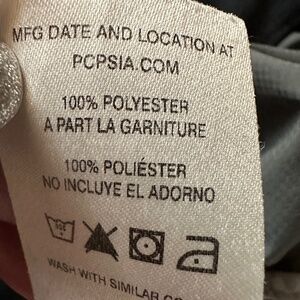 MFG DATE AND LOCATION AT
PCPSIA.COM
100% POLYESTER
A PART LA GARNITURE
100% POLIÉSTER
NO INCLUYE EL ADORNO
WASH WITH SIMILAR